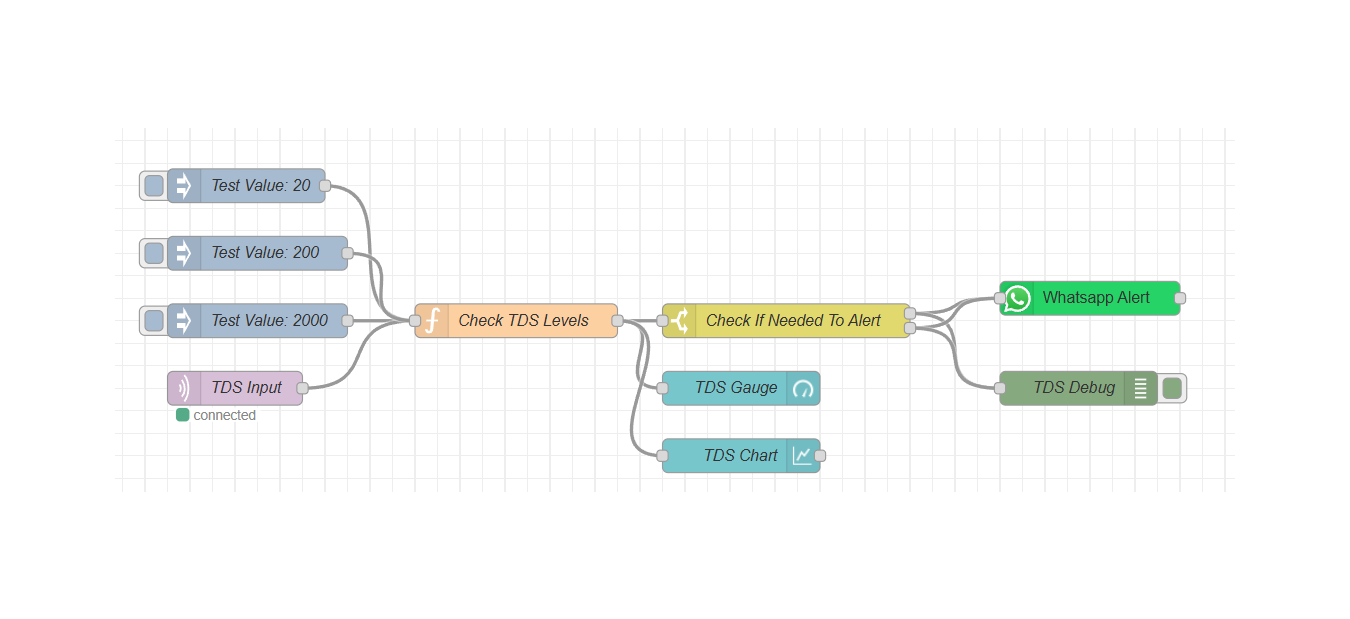 Test Value: 20
Test Value: 200
Test Value: 2000
TDS Input
connected
Check TDS Levels
Check If Needed To Alert
TDS Gauge
TDS Chart
Whatsapp Alert
TDS Debug